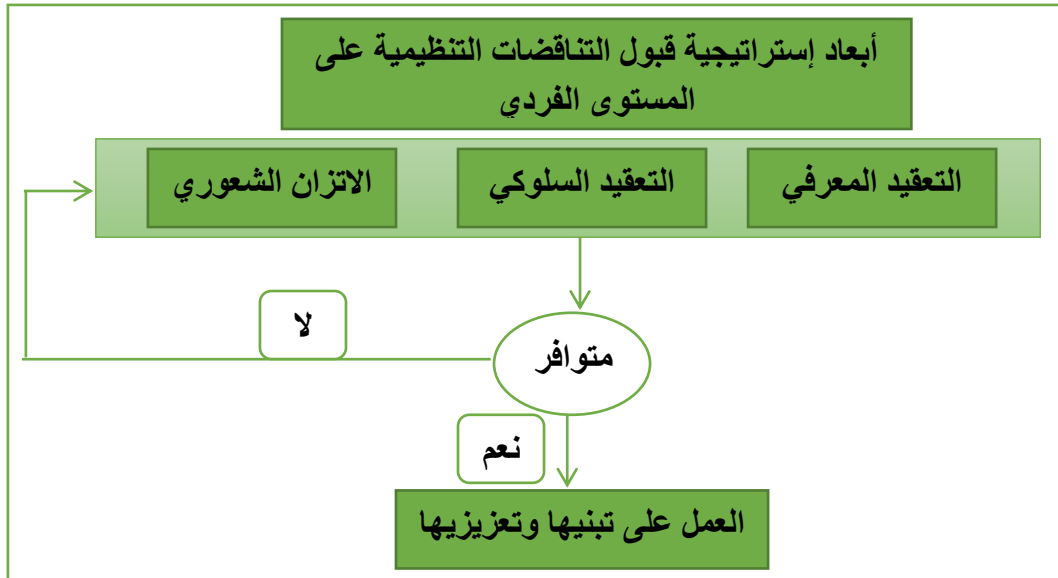 أبعاد إستراتيجية قبول التناقضات التنظيمية على
المستوى الفردي
التعقيد المعرفي
التعقيد السلوكي
الاتزان الشعوري
لا
متوافر
نعم
العمل على تبنيها وتعزيزيها